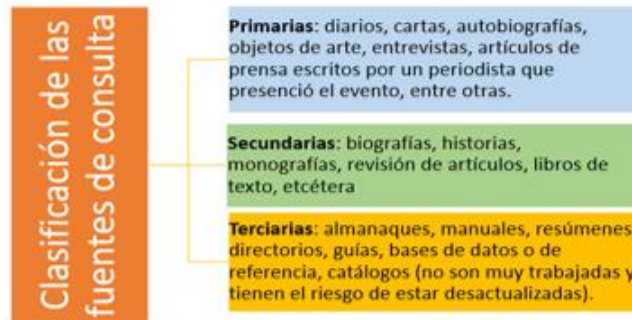 Clasificación de las
fuentes de consulta
Primarias: diarios, cartas, autobiografías,
objetos de arte, entrevistas, artículos de
prensa escritos por un periodista que
presenció el evento, entre otras.
Secundarias: biografías, historias,
monografías, revisión de artículos, libros de
texto, etcétera
Terciarias: almanaques, manuales, resúmenes
directorios, guías, bases de datos o de
referencia, catálogos (no son muy trabajadas y
tienen el riesgo de estar desactualizadas).